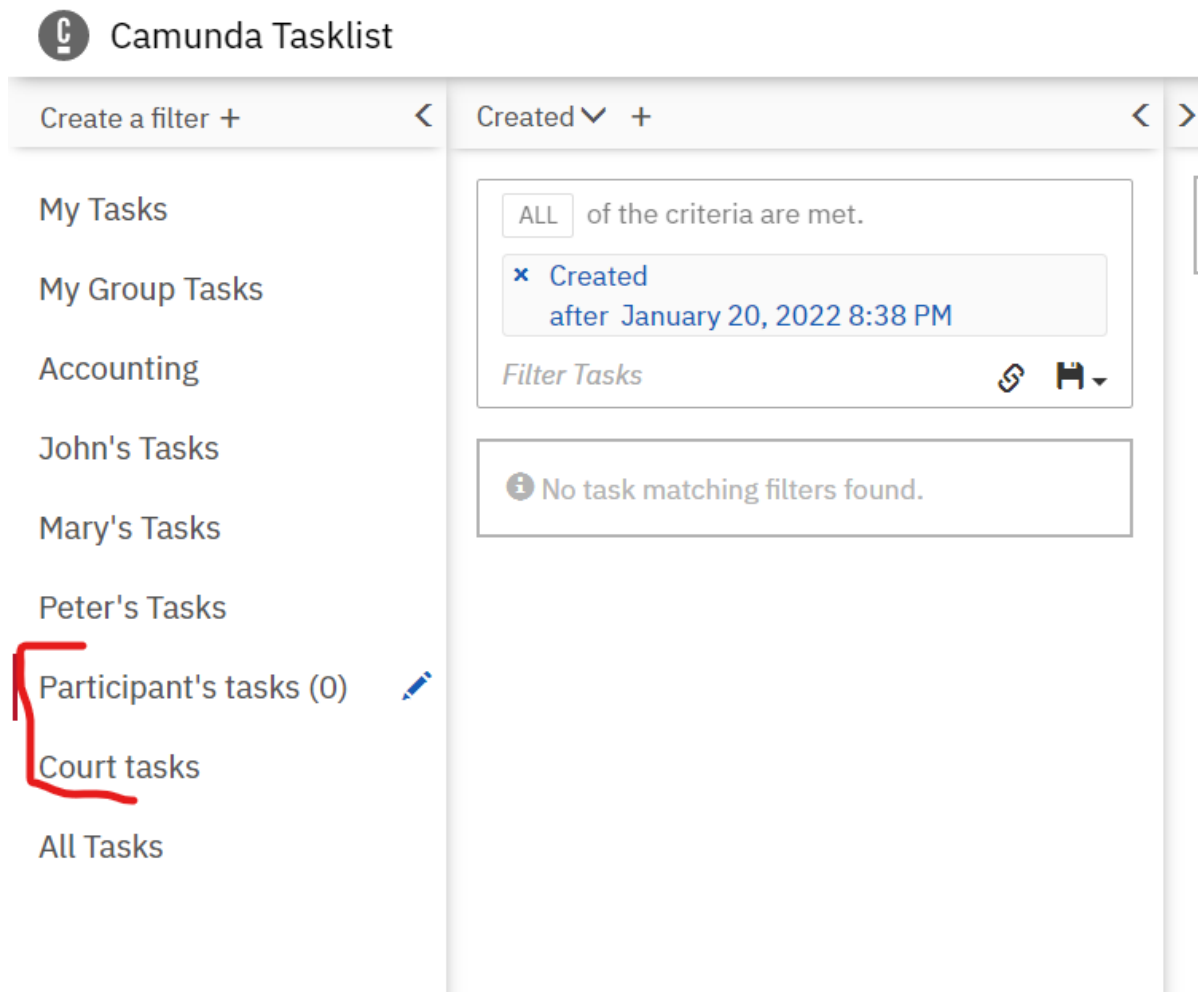 Camunda Tasklist
Create a filter +
Created +
My Tasks
My Group Tasks
Accounting
John's Tasks
Mary's Tasks
Peter's Tasks
Participant's tasks (0)
Court tasks
All Tasks
ALL of the criteria are met.
× Created
after January 20, 2022 8:38 PM
Filter Tasks
No task matching filters found.